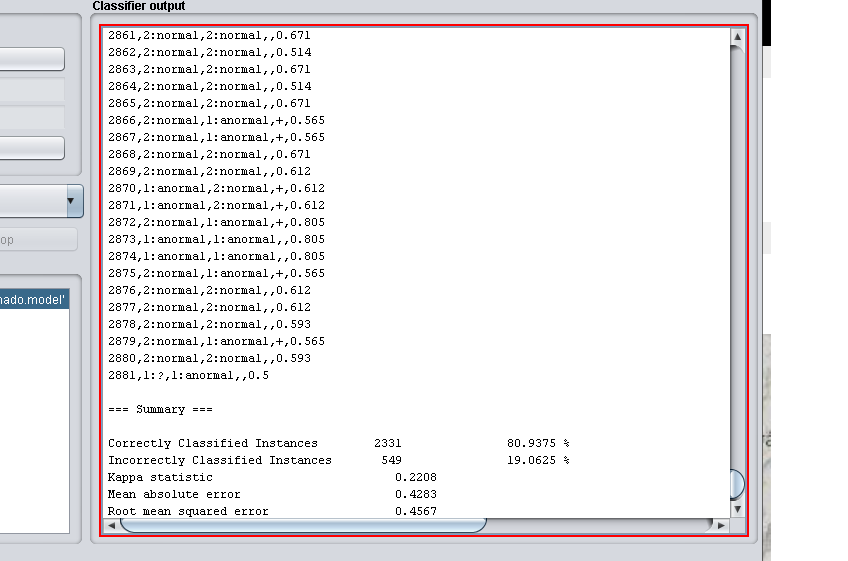 Classifier output
2861,2:normal,2:normal,,0.671
2862,2:normal,2:normal,,0.514
2863,2:normal,2:normal,,0.671
2864,2:normal,2:normal,,0.514
2865,2:normal,2:normal,,0.671
2866,2:normal,1:anormal,+,0.565
2867,2:normal,1:anormal,+,0.565
2868,2:normal,2:normal,,0.671
2869,2:normal,2:normal,,0.612
2870,1:anormal,2:normal,+,0.612
2871,1:anormal,2:normal,+,0.612
2872,2:normal,1:anormal,+,0.805
2873,1:anormal,1:anormal,,0.805
2874,1:anormal,1:anormal,,0.805
2875,2:normal,1:anormal,+,0.565
2876,2:normal,2:normal,,0.612
2877,2:normal,2:normal,,0.612
2878,2:normal,2:normal,,0.593
2879,2:normal,1:anormal,+,0.565
2880,2:normal,2:normal,,0.593
2881,1:?,1:anormal,,0.5
=== Summary ===
Correctly Classified Instances 2331 80.9375 %
Incorrectly Classified Instances 549 19.0625 %
Kappa statistic 0.2208
Mean absolute error 0.4283
Root mean squared error 0.4567
op
nado.model'